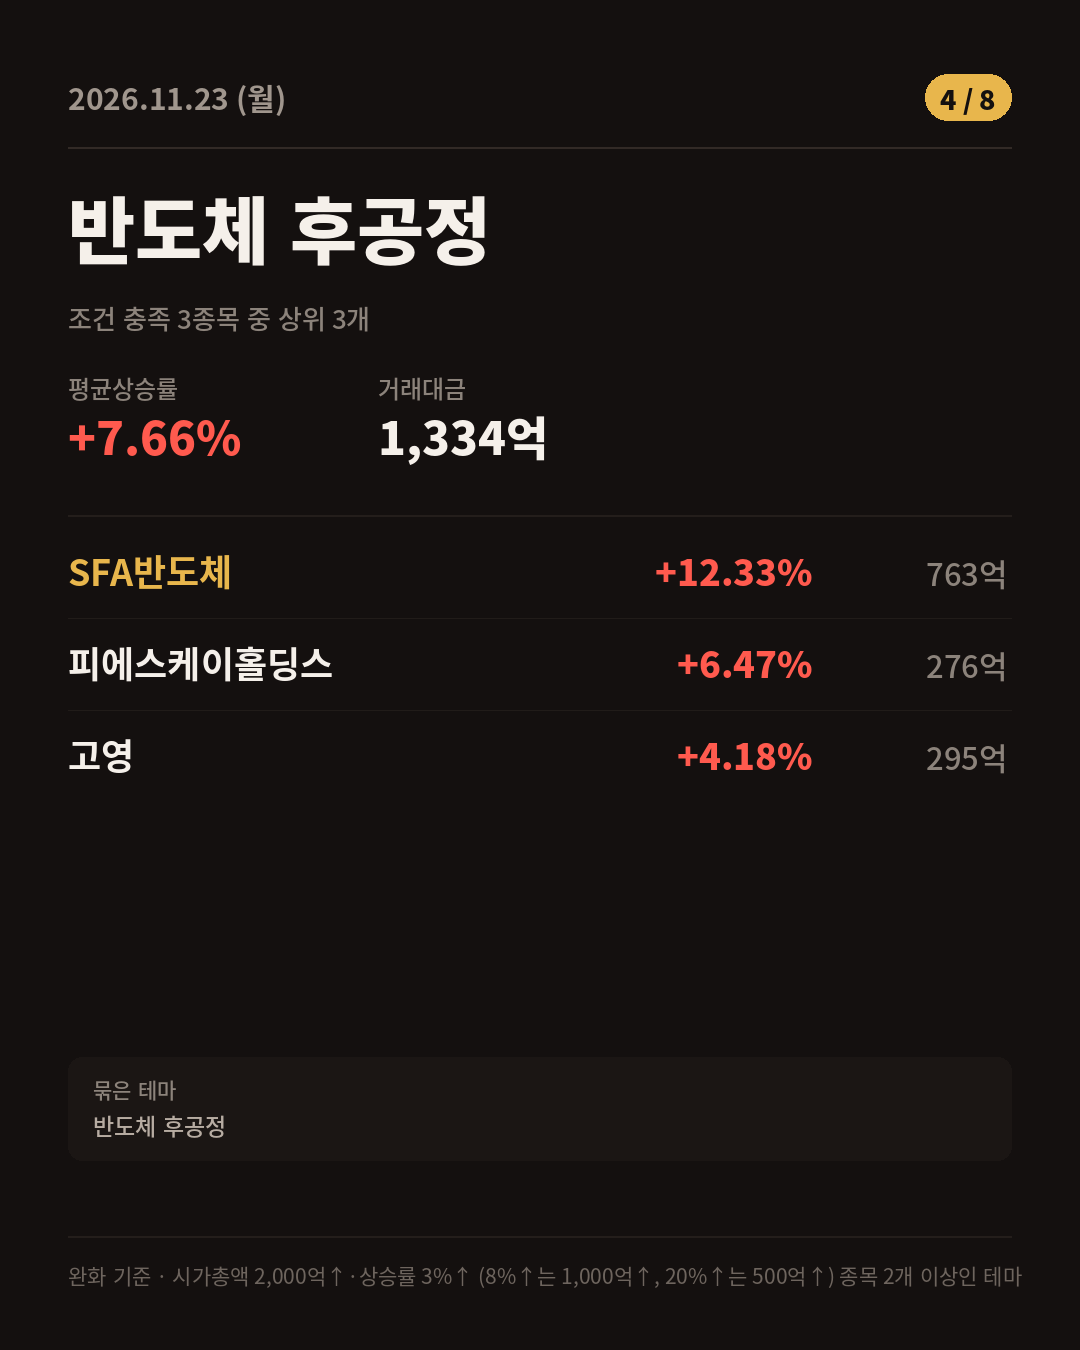 2026.11.23 (월)
4 / 8
반도체 후공정
조건 충족 3종목 중 상위 3개
평균상승률 거래대금
+7.66% 1,334억
SFA반도체 +12.33% 763억
피에스케이홀딩스 +6.47% 276억
고영 +4.18% 295억
묶은 테마
반도체 후공정
완화 기준 · 시가총액 2,000억↑·상승률 3%↑ (8%↑는 1,000억↑, 20%↑는 500억↑) 종목 2개 이상인 테마